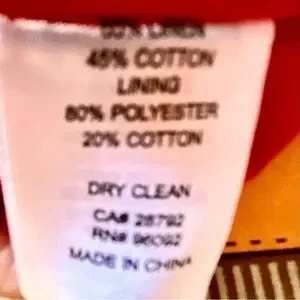 45% COTTON
LINING
80% POLYESTER
20% COTTON
DRY CLEAN
CA# 28792
RN# 96092
MADE IN CHINA